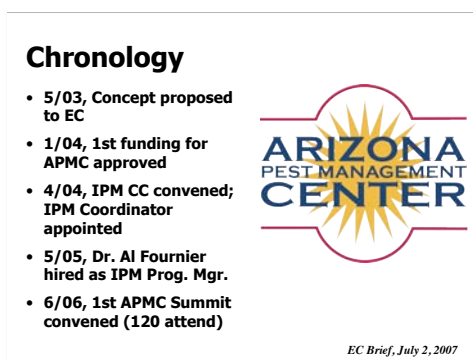 Chronology
• 5/03, Concept proposed
to EC
• 1/04, 1st funding for
APMC approved
• 4/04, IPM CC convened;
IPM Coordinator
appointed
• 5/05, Dr. Al Fournier
hired as IPM Prog. Mgr.
• 6/06, 1st APMC Summit
convened (120 attend)
ARIZONA
PEST MANAGEMENT
CENTER
EC Brief, July 2, 2007